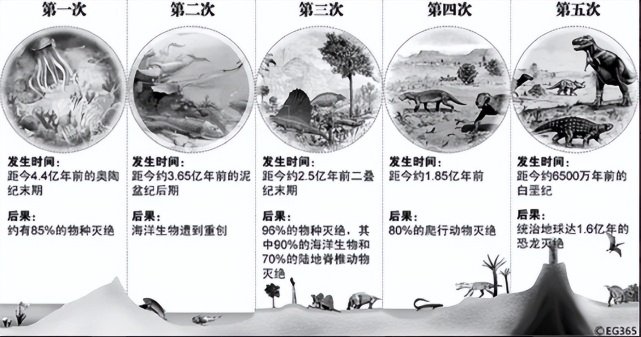 第一次
发生时间：
距今4.4亿年前的奥陶
纪末期
后果：
约有85%的物种灭绝
第二次
发生时间：
距今约3.65亿年前的泥
盆纪后期
后果：
海洋生物遭到重创
第三次
发生时间：
距今约2.5亿年前二叠
纪末期
后果：
96%的物种灭绝，其
中90%的海洋生物和
70%的陆地脊椎动物
灭绝
第四次
发生时间：
距今约1.85亿年前
后果：
80%的爬行动物灭绝
第五次
发生时间：
距今约6500万年前的
白垩纪
后果：
统治地球达1.6亿年的
恐龙灭绝
©EG365